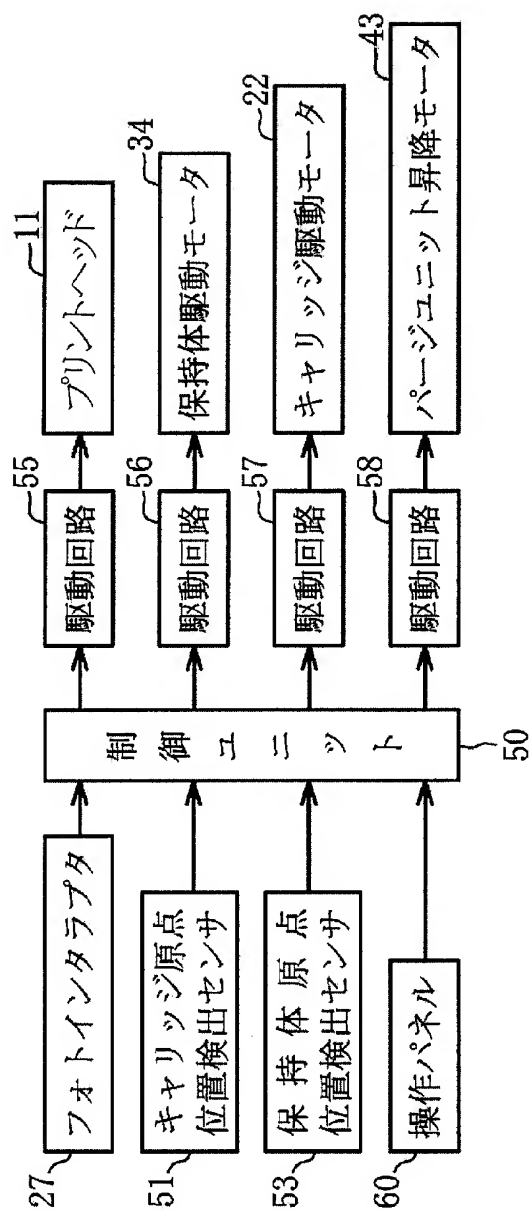 27
フォトインタラプタ
51
キャリッジ原点
位置検出センサ
53
保持体原点
位置検出センサ
60
操作パネル
制御ユニット
50
55
駆動回路
56
駆動回路
57
駆動回路
58
駆動回路
11
プリントヘッド
34
保持体駆動モータ
22
キャリッジ駆動モータ
43
パージユニット昇降モータ